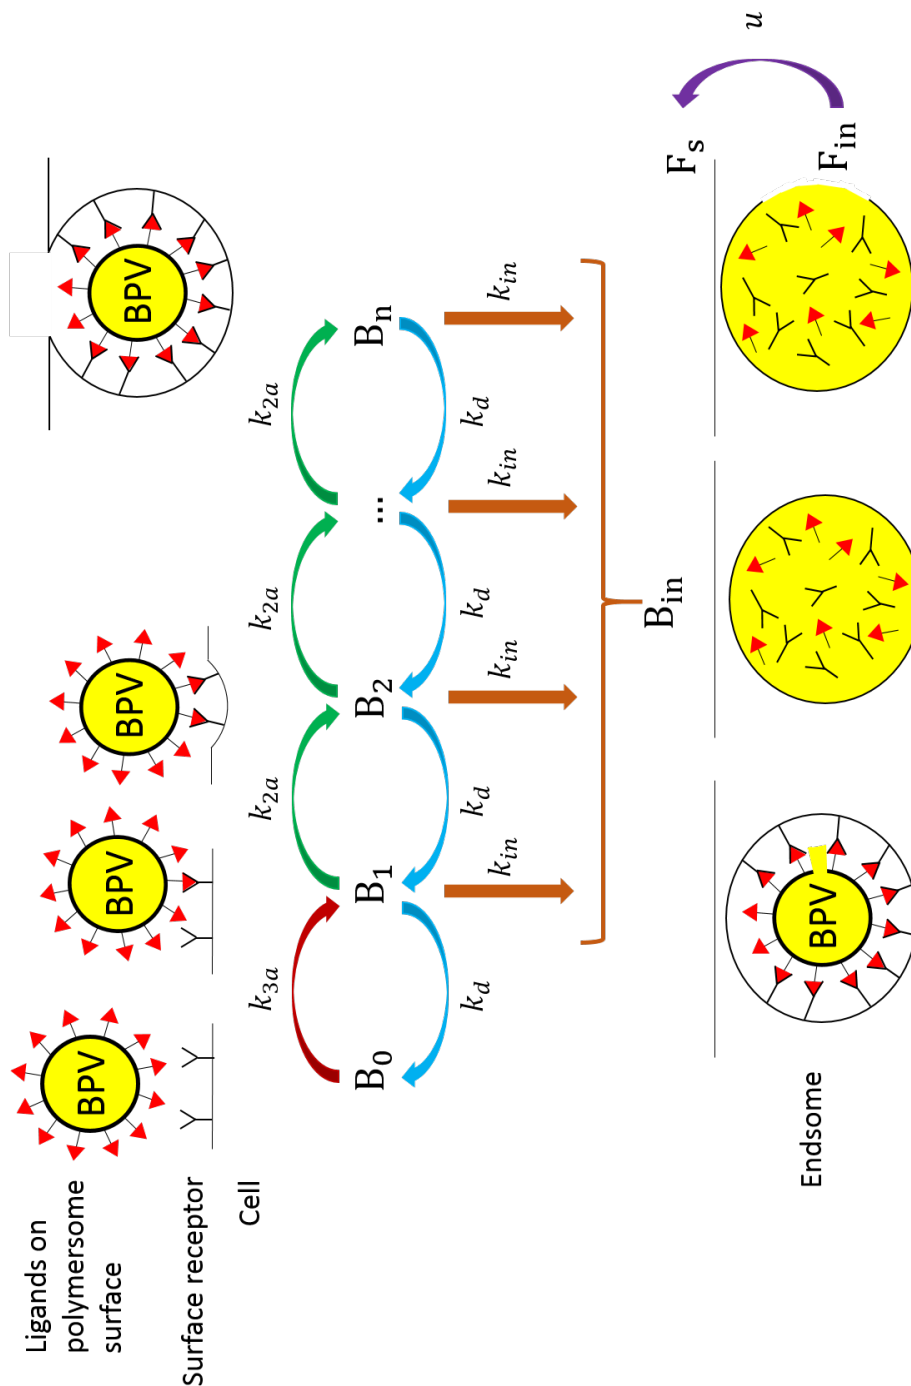 Ligands on
polymersome
surface
Surface receptor
Cell
BPV
BPV
BPV
BPV
k3a
k2a
k2a
k2a
B0
B1
B2
...
Bn
kd
kd
kd
kd
kin
kin
kin
kin
Bin
Endsome
BPV
Fs
Fin
u